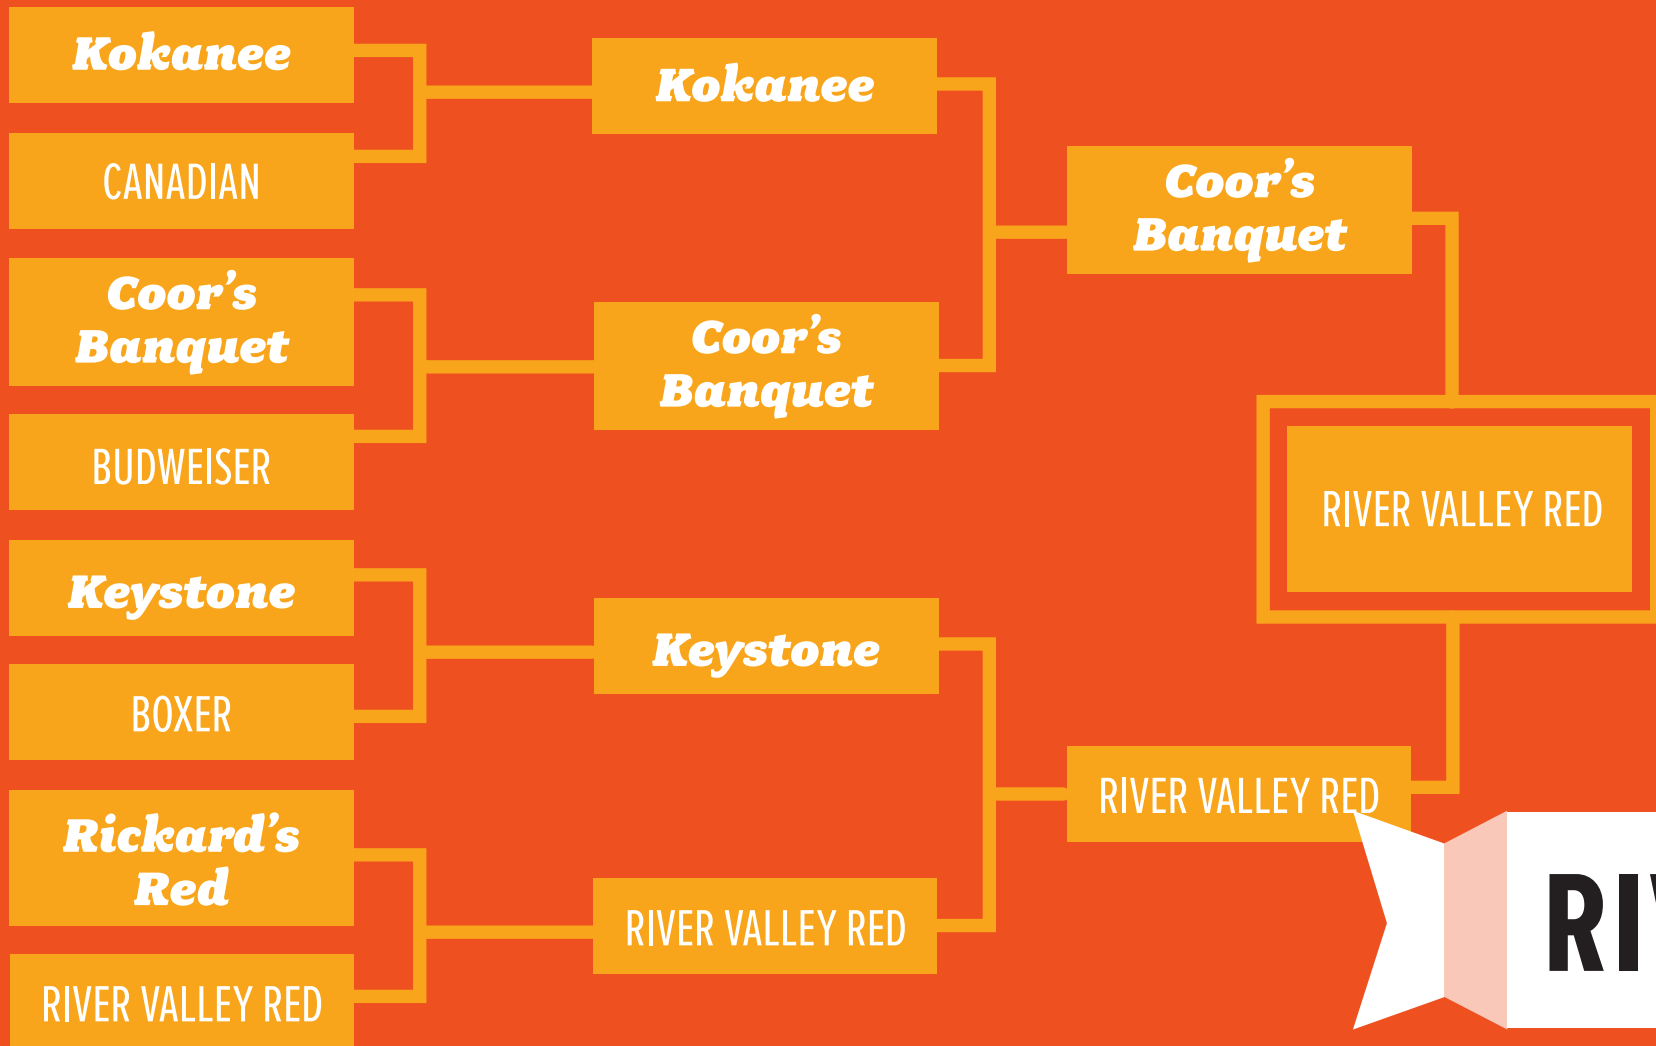 Kokanee
CANADIAN
Coor’s
Banquet
BUDWEISER
Keystone
BOXER
Rickard’s
Red
RIVER VALLEY RED
Kokanee
Coor’s
Banquet
Keystone
RIVER VALLEY RED
Coor’s
Banquet
RIVER VALLEY RED
RIVER VALLEY RED